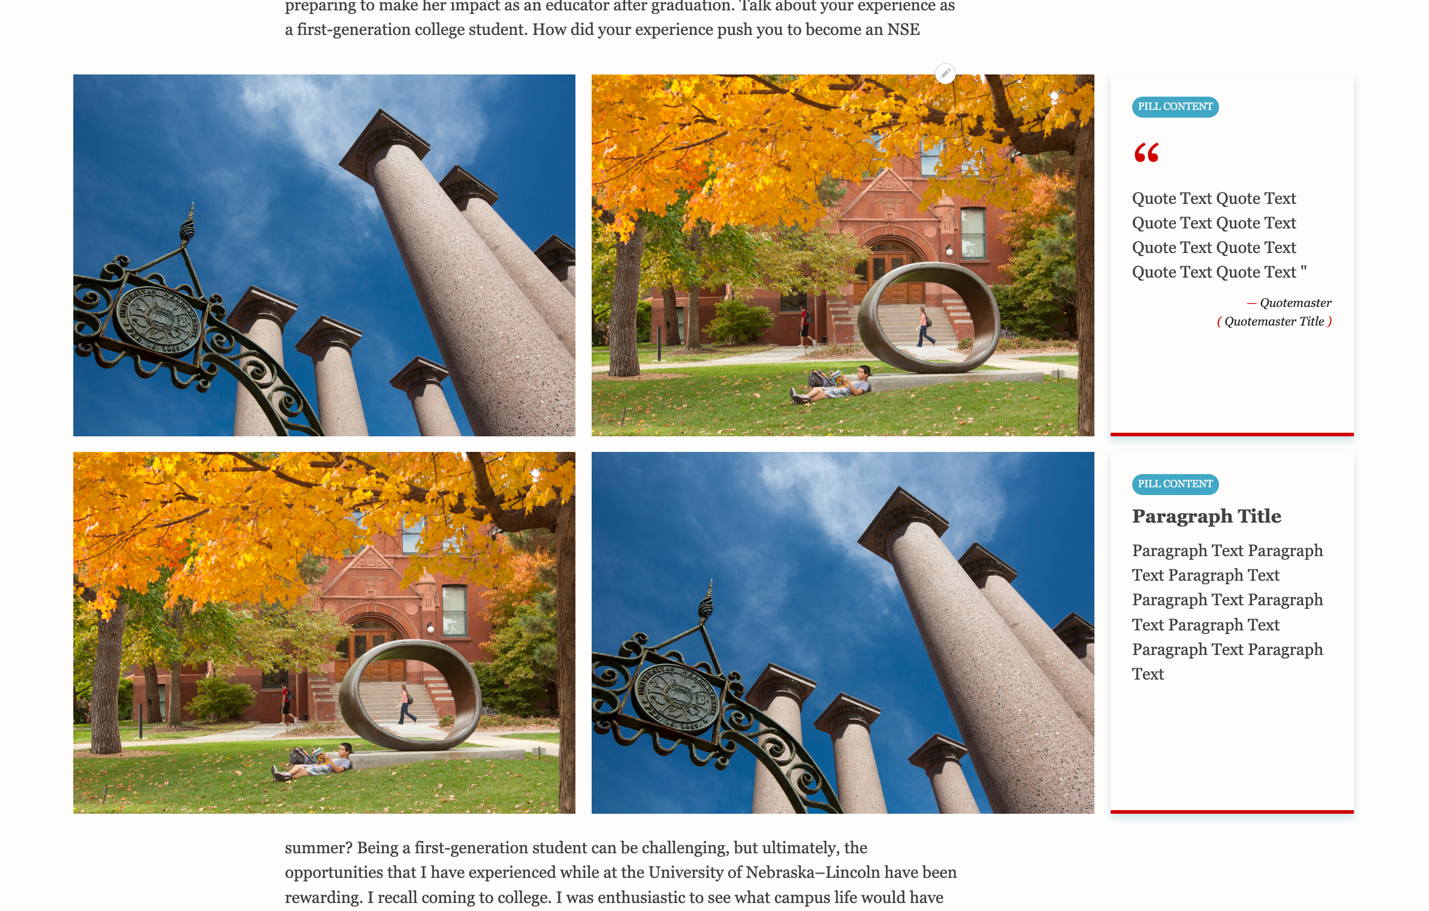 preparing to make her impact as an educator after graduation. Talk about your experience as
a first-generation college student. How did your experience push you to become an NSE
PILL CONTENT
“
Quote Text Quote Text
Quote Text Quote Text
Quote Text Quote Text
Quote Text Quote Text "
— Quotemaster
( Quotemaster Title )
PILL CONTENT
Paragraph Title
Paragraph Text Paragraph
Text Paragraph Text
Paragraph Text Paragraph
Text Paragraph Text
Paragraph Text Paragraph
Text
summer? Being a first-generation student can be challenging, but ultimately, the
opportunities that I have experienced while at the University of Nebraska–Lincoln have been
rewarding. I recall coming to college. I was enthusiastic to see what campus life would have